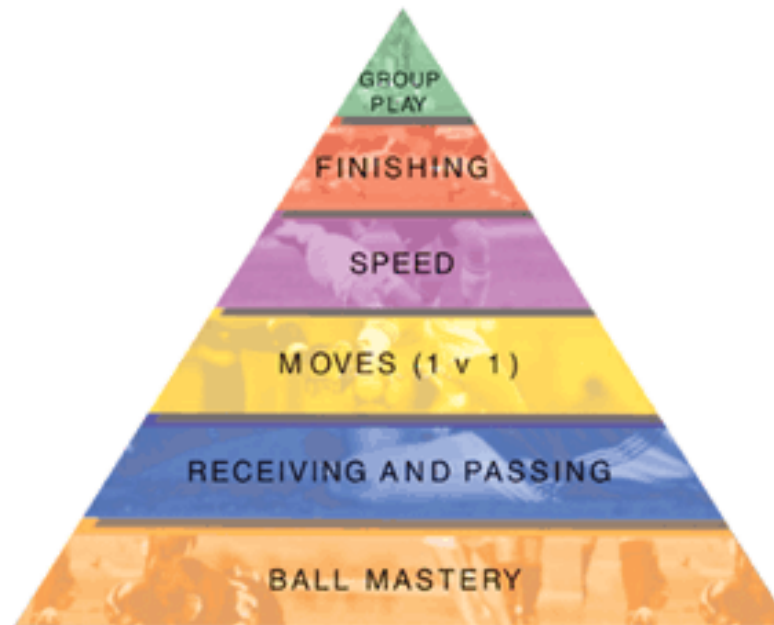 GROUP
PLAY
FINISHING
SPEED
MOVES (1 v 1)
RECEIVING AND PASSING
BALL MASTERY